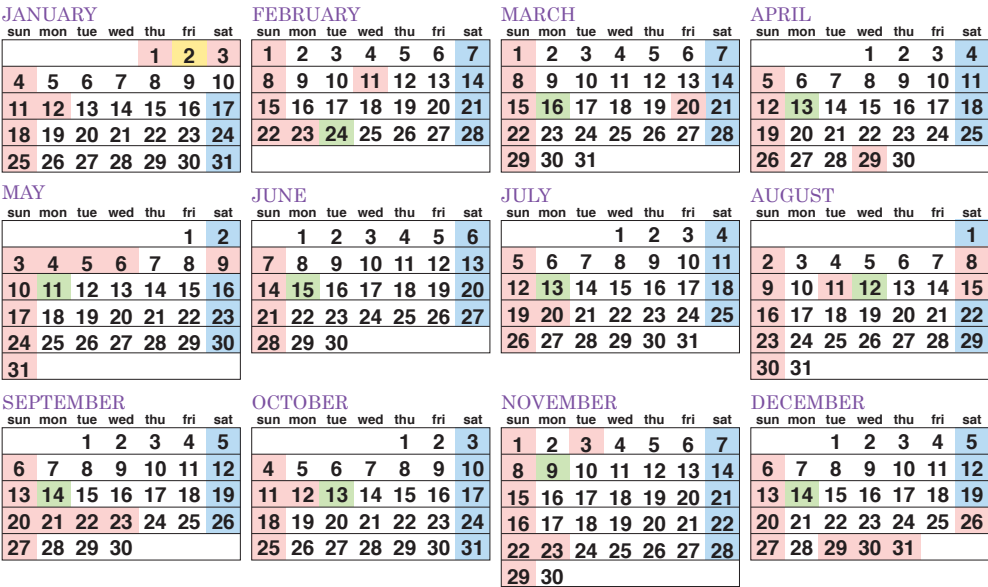 JANUARY
sun mon tue wed thu fri sat
1 2 3
4 5 6 7 8 9 10
11 12 13 14 15 16 17
18 19 20 21 22 23 24
25 26 27 28 29 30 31
FEBRUARY
sun mon tue wed thu fri sat
1 2 3 4 5 6 7
8 9 10 11 12 13 14
15 16 17 18 19 20 21
22 23 24 25 26 27 28
MARCH
sun mon tue wed thu fri sat
1 2 3 4 5 6 7
8 9 10 11 12 13 14
15 16 17 18 19 20 21
22 23 24 25 26 27 28
29 30 31
APRIL
sun mon tue wed thu fri sat
1 2 3 4
5 6 7 8 9 10 11
12 13 14 15 16 17 18
19 20 21 22 23 24 25
26 27 28 29 30
MAY
sun mon tue wed thu fri sat
1 2
3 4 5 6 7 8 9
10 11 12 13 14 15 16
17 18 19 20 21 22 23
24 25 26 27 28 29 30
31
JUNE
sun mon tue wed thu fri sat
1 2 3 4 5 6
7 8 9 10 11 12 13
14 15 16 17 18 19 20
21 22 23 24 25 26 27
28 29 30
JULY
sun mon tue wed thu fri sat
1 2 3 4
5 6 7 8 9 10 11
12 13 14 15 16 17 18
19 20 21 22 23 24 25
26 27 28 29 30 31
AUGUST
sun mon tue wed thu fri sat
1
2 3 4 5 6 7 8
9 10 11 12 13 14 15
16 17 18 19 20 21 22
23 24 25 26 27 28 29
30 31
SEPTEMBER
sun mon tue wed thu fri sat
1 2 3 4 5
6 7 8 9 10 11 12
13 14 15 16 17 18 19
20 21 22 23 24 25 26
27 28 29 30
OCTOBER
sun mon tue wed thu fri sat
1 2 3
4 5 6 7 8 9 10
11 12 13 14 15 16 17
18 19 20 21 22 23 24
25 26 27 28 29 30 31
NOVEMBER
sun mon tue wed thu fri sat
1 2 3 4 5 6 7
8 9 10 11 12 13 14
15 16 17 18 19 20 21
16 17 18 19 20 21 22
22 23 24 25 26 27 28
29 30
DECEMBER
sun mon tue wed thu fri sat
1 2 3 4 5
6 7 8 9 10 11 12
13 14 15 16 17 18 19
20 21 22 23 24 25 26
27 28 29 30 31